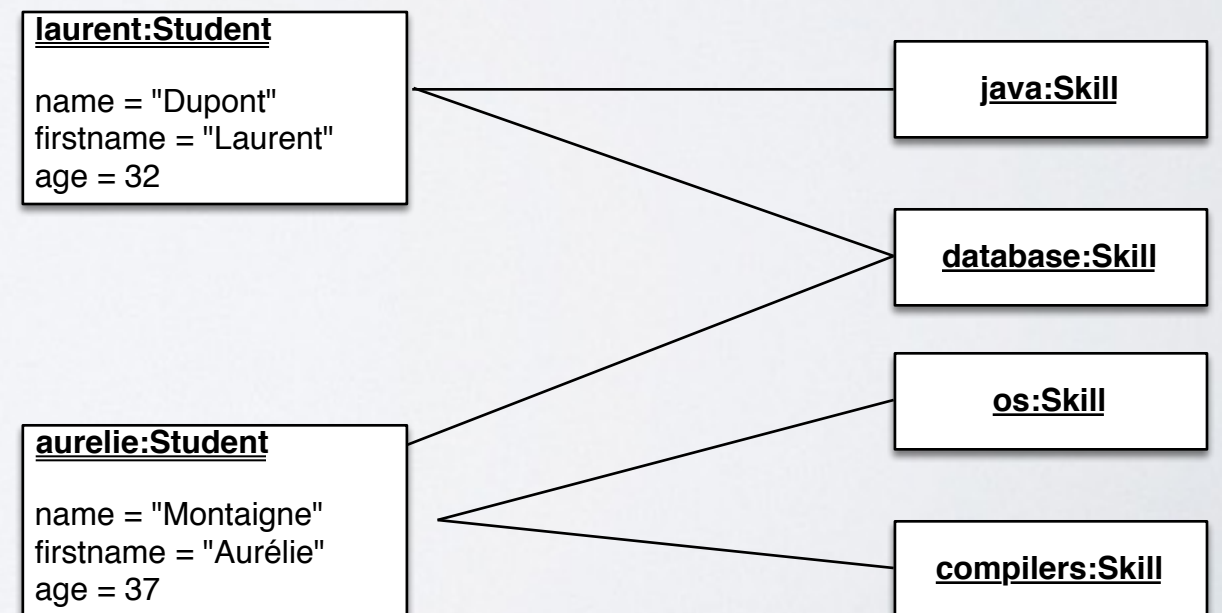 laurent:Student
name = "Dupont"
firstname = "Laurent"
age = 32
java:Skill
database:Skill
aurelie:Student
name = "Montaigne"
firstname = "Aurélie"
age = 37
os:Skill
compilers:Skill